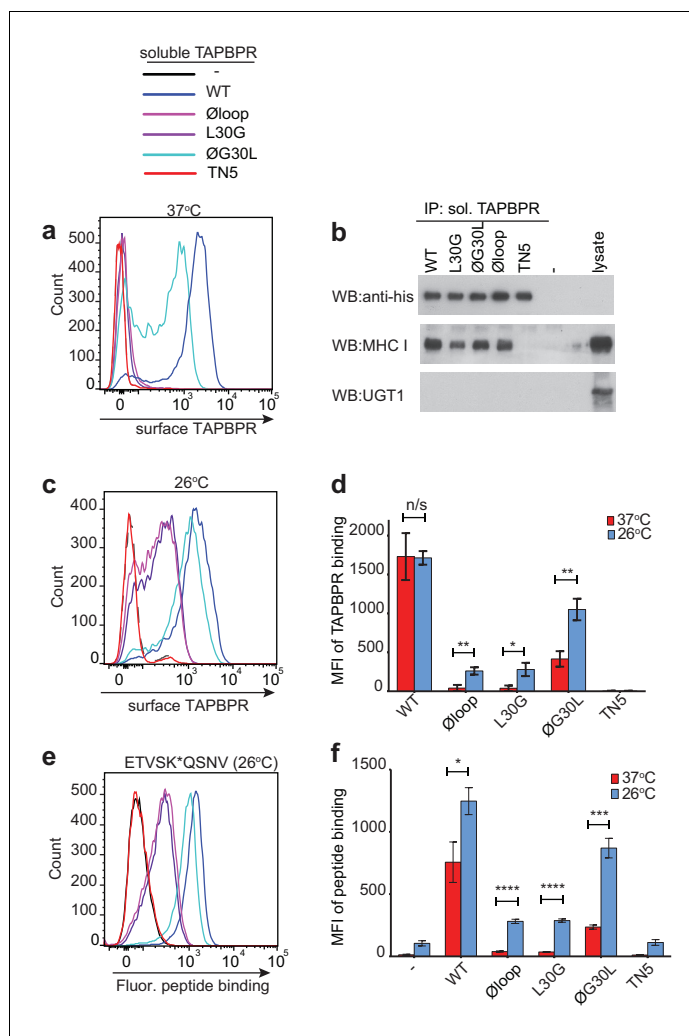 soluble TAPBPR
-
WT
Øloop
L30G
ØG30L
TN5
a
37°C
Count
500
400
300
200
100
0
0
10³
10⁴
10⁵
surface TAPBPR
b
IP: sol. TAPBPR
WT
L30G
ØG30L
Øloop
TN5
-
lysate
WB:anti-his
WB:MHC I
WB:UGT1
c
26°C
Count
400
300
200
100
0
0
10³
10⁴
10⁵
surface TAPBPR
d
37°C
26°C
MFI of TAPBPR binding
2000
1500
1000
500
0
n/s
**
*
**
WT
Øloop
L30G
ØG30L
TN5
e
ETVSK*QSNV (26°C)
Count
500
400
300
200
100
0
0
10³
10⁴
10⁵
Fluor. peptide binding
f
37°C
26°C
MFI of peptide binding
1500
1000
500
0
*
****
****
***
-
WT
Øloop
L30G
ØG30L
TN5